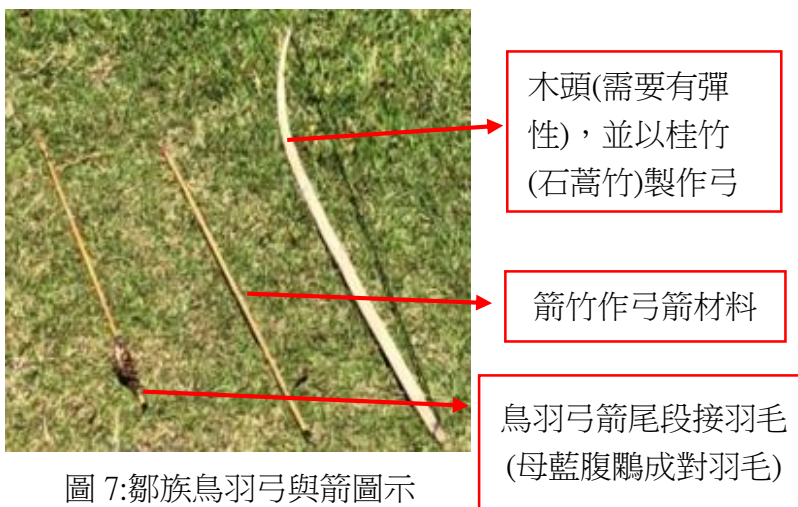 木頭(需要有彈
性)，並以桂竹
(石蒿竹)製作弓
箭竹作弓箭材料
鳥羽弓箭尾段接羽毛
(母藍腹鷴成對羽毛)
圖 7:鄒族鳥羽弓與箭圖示